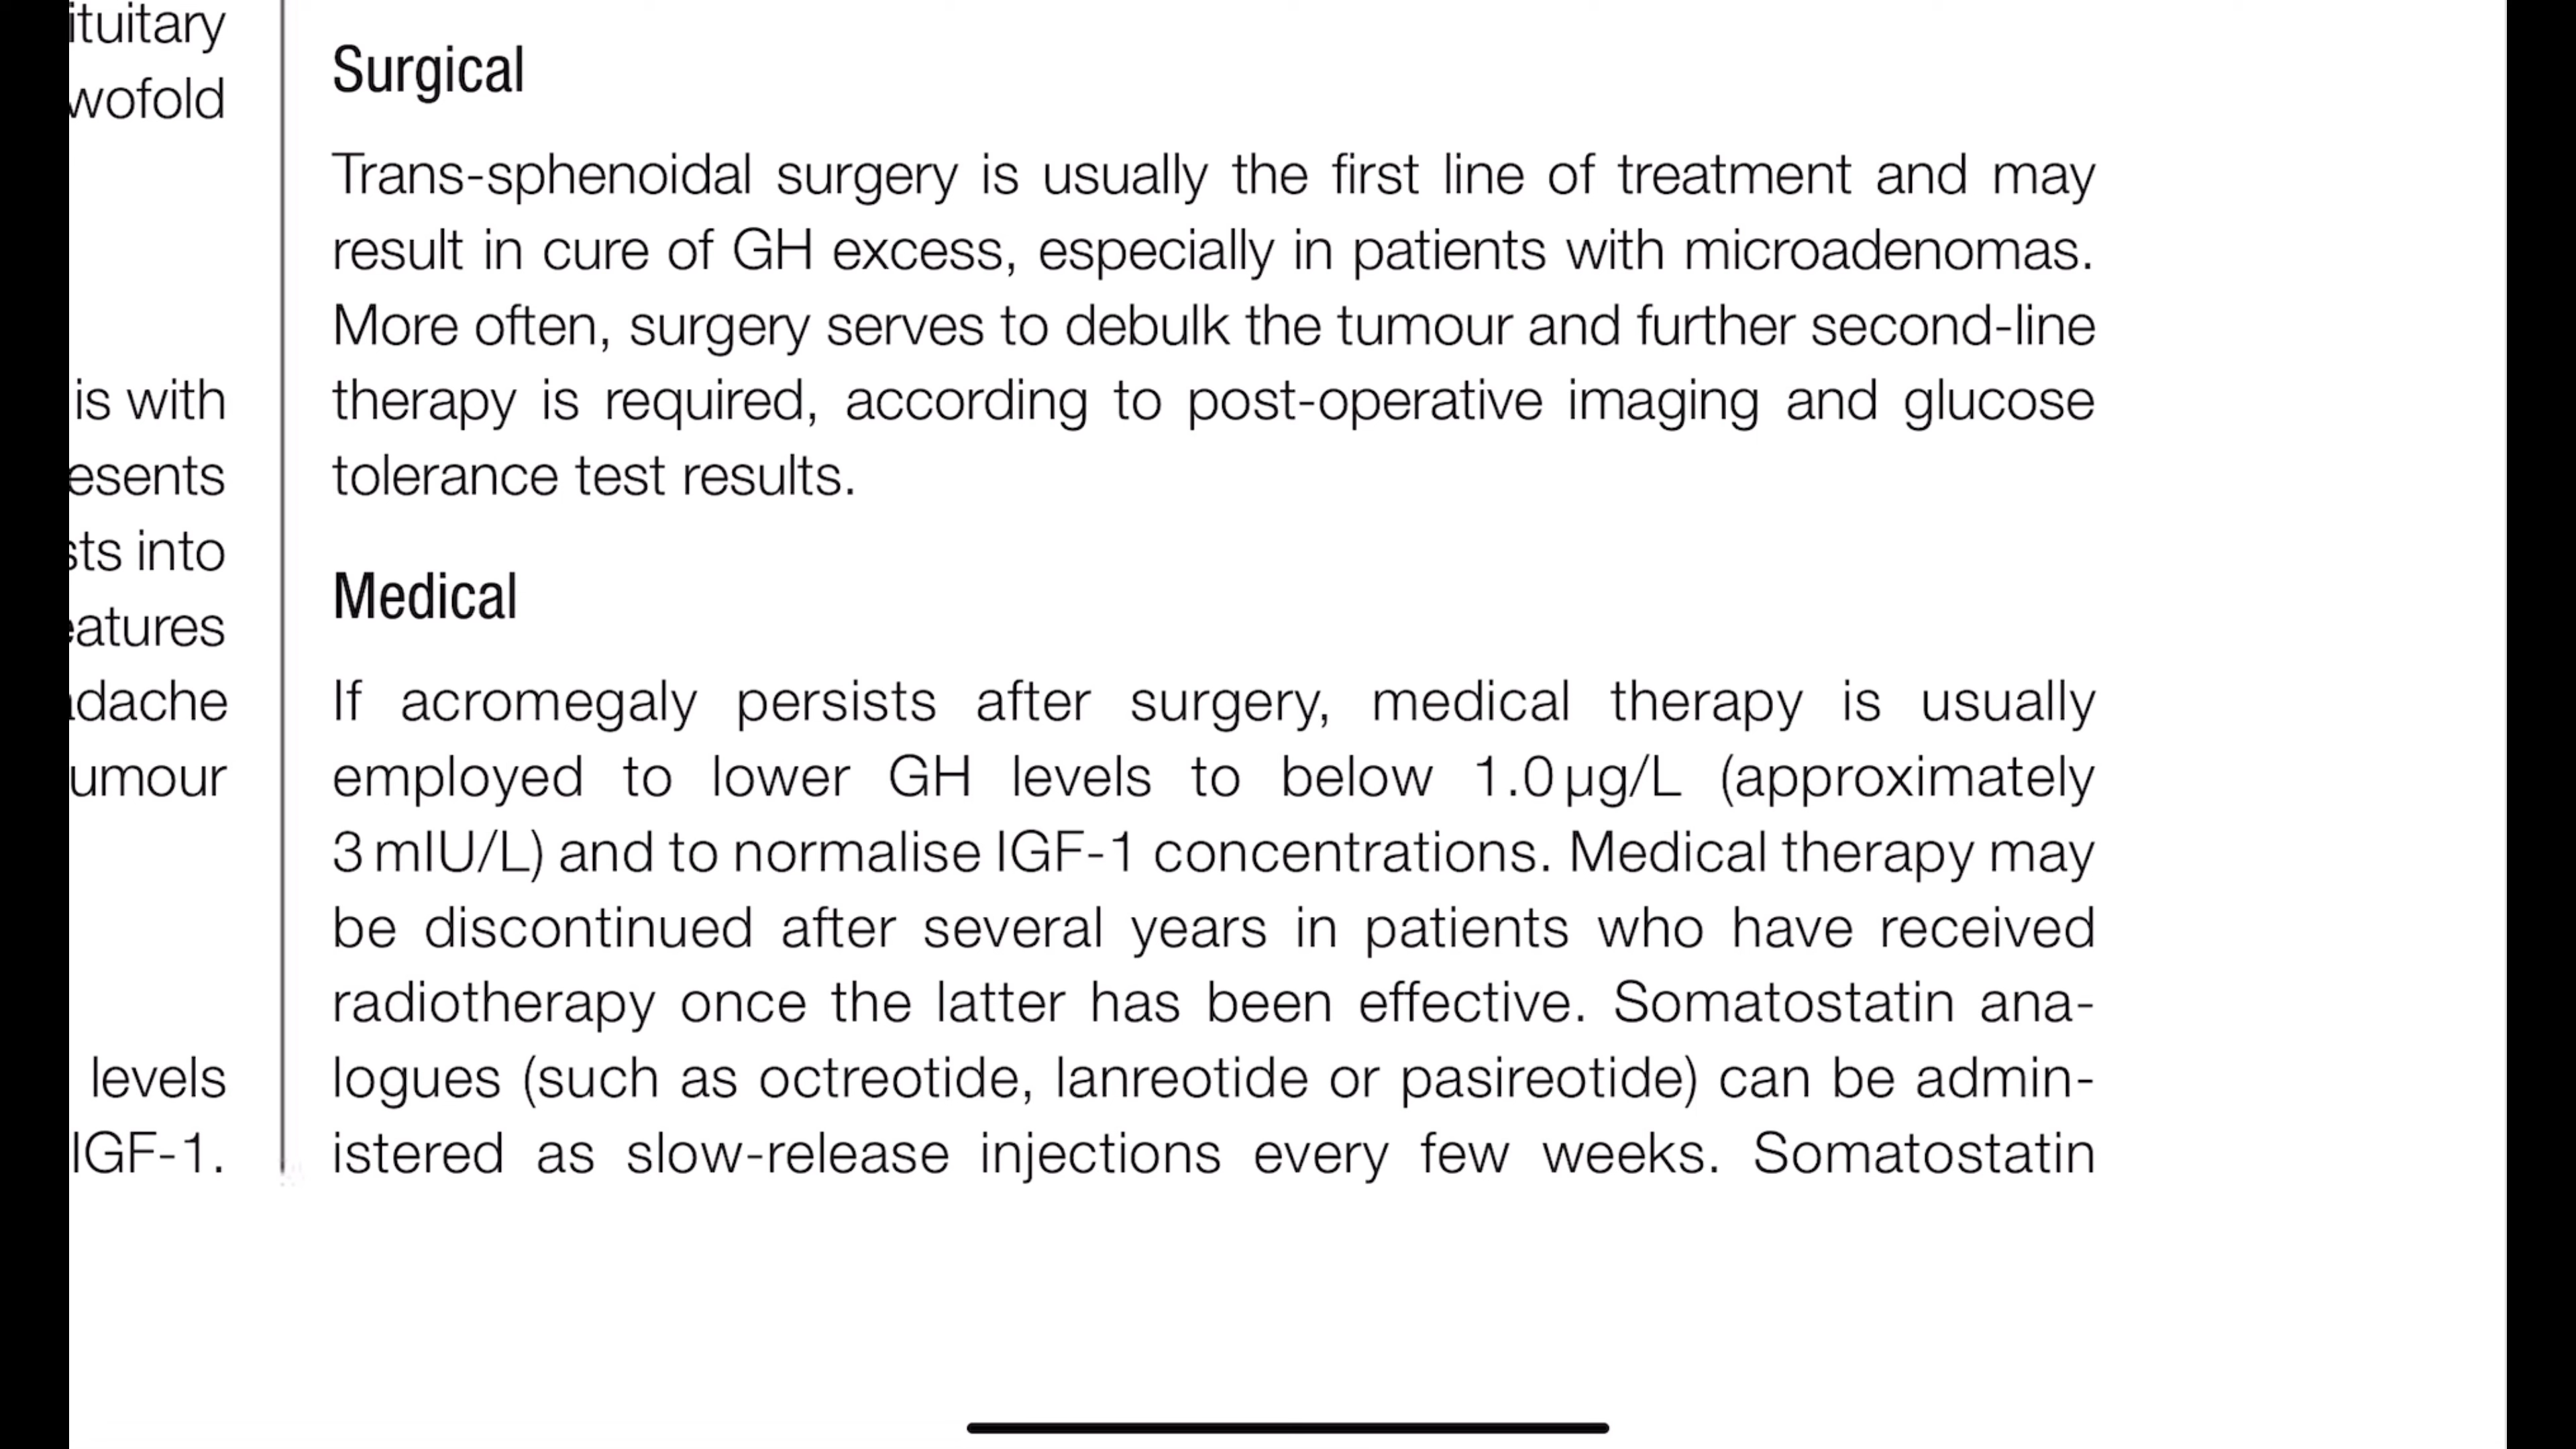 ituitary
wofold
is with
esents
sts into
eatures
dache
umour
levels
IGF-1.
Surgical
Trans-sphenoidal surgery is usually the first line of treatment and may
result in cure of GH excess, especially in patients with microadenomas.
More often, surgery serves to debulk the tumour and further second-line
therapy is required, according to post-operative imaging and glucose
tolerance test results.
Medical
If acromegaly persists after surgery, medical therapy is usually
employed to lower GH levels to below 1.0 µg/L (approximately
3 mIU/L) and to normalise IGF-1 concentrations. Medical therapy may
be discontinued after several years in patients who have received
radiotherapy once the latter has been effective. Somatostatin ana-
logues (such as octreotide, lanreotide or pasireotide) can be admin-
istered as slow-release injections every few weeks. Somatostatin